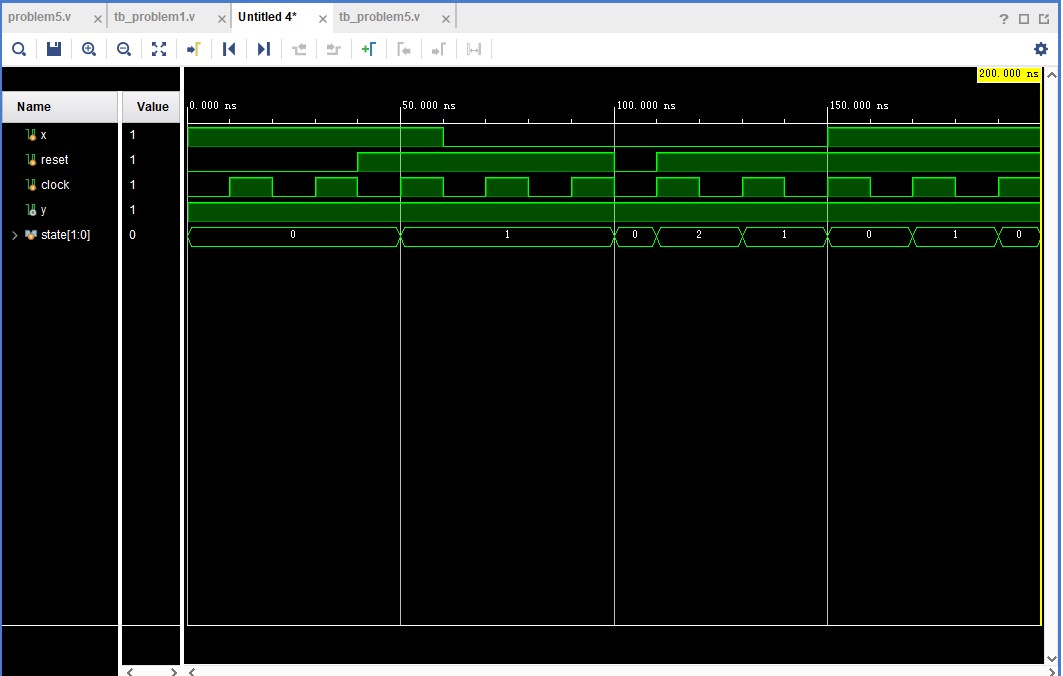 problem5.v × tb_problem1.v × Untitled 4* × tb_problem5.v ×
200.000 ns
Name Value 0.000 ns 50.000 ns 100.000 ns 150.000 ns
x 1
reset 1
clock 1
y 1
state[1:0] 0 0 1 0 2 1 0 1 0